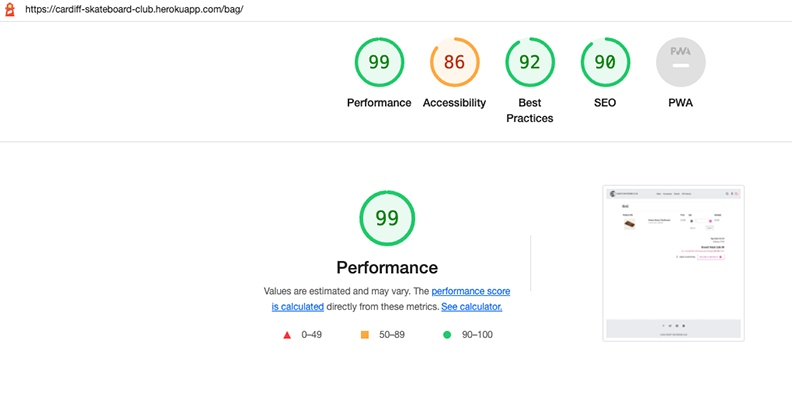 https://cardiff-skateboard-club.herokuapp.com/bag/
99 86 92 90 PWA
Performance Accessibility Best Practices SEO PWA
99
Performance
Values are estimated and may vary. The performance score
is calculated directly from these metrics. See calculator.
0–49 50–89 90–100
Bag